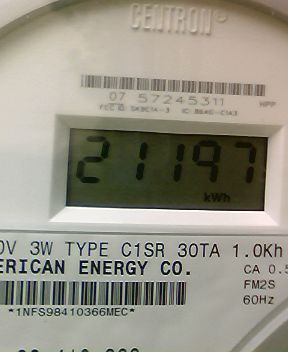 CENTRON®
07 57245311
HPP
21197
kWh
0V 3W TYPE C1SR 30TA 1.0Kh
ERICAN ENERGY CO.
CA 0.5
FM2S
60Hz
*1NFS98410366MEC*